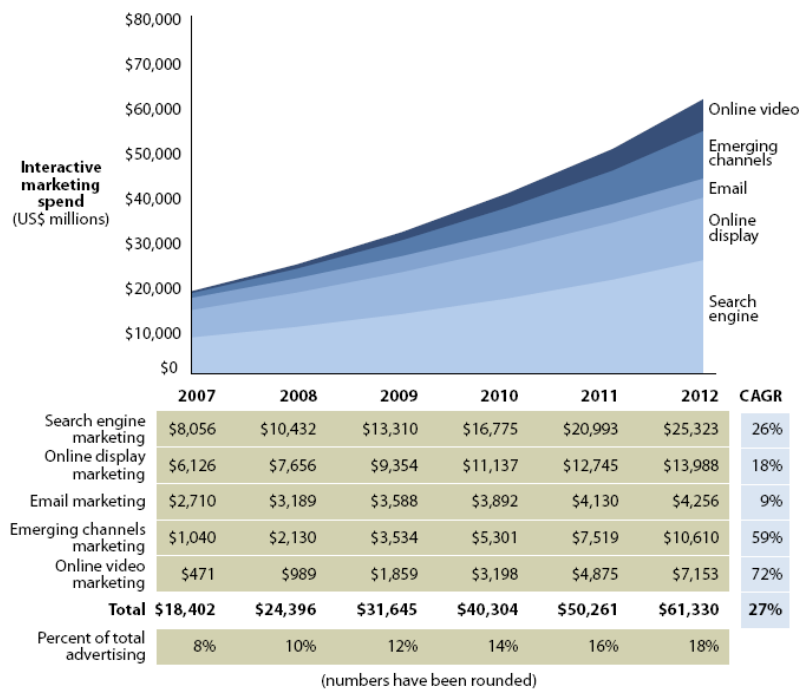 $80,000
$70,000
$60,000
$50,000
$40,000
$30,000
$20,000
$10,000
$0
Interactive
marketing
spend
(US$ millions)
Online video
Emerging
channels
Email
Online
display
Search
engine
2007 2008 2009 2010 2011 2012 CAGR
Search engine
marketing $8,056 $10,432 $13,310 $16,775 $20,993 $25,323 26%
Online display
marketing $6,126 $7,656 $9,354 $11,137 $12,745 $13,988 18%
Email marketing $2,710 $3,189 $3,588 $3,892 $4,130 $4,256 9%
Emerging channels
marketing $1,040 $2,130 $3,534 $5,301 $7,519 $10,610 59%
Online video
marketing $471 $989 $1,859 $3,198 $4,875 $7,153 72%
Total $18,402 $24,396 $31,645 $40,304 $50,261 $61,330 27%
Percent of total
advertising 8% 10% 12% 14% 16% 18%
(numbers have been rounded)